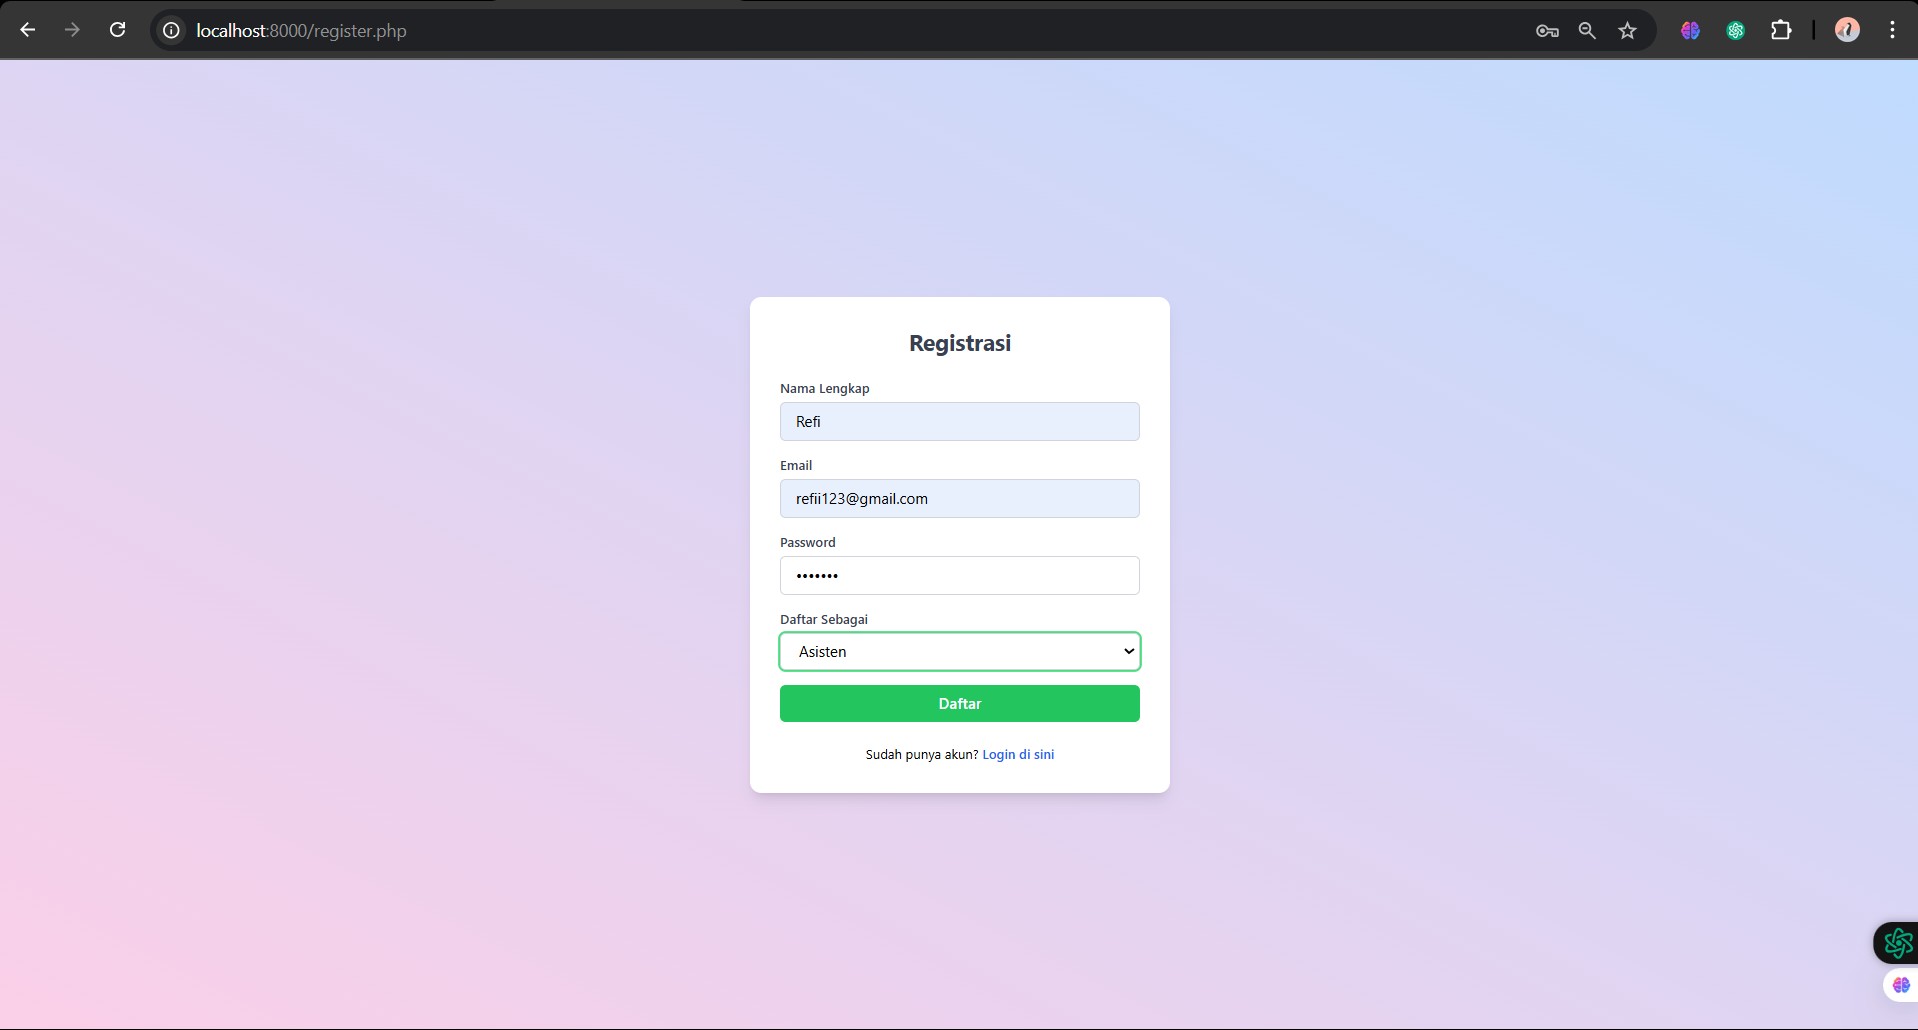 localhost:8000/register.php
Registrasi
Nama Lengkap
Refi
Email
refii123@gmail.com
Password
•••••••
Daftar Sebagai
Asisten
Daftar
Sudah punya akun? Login di sini